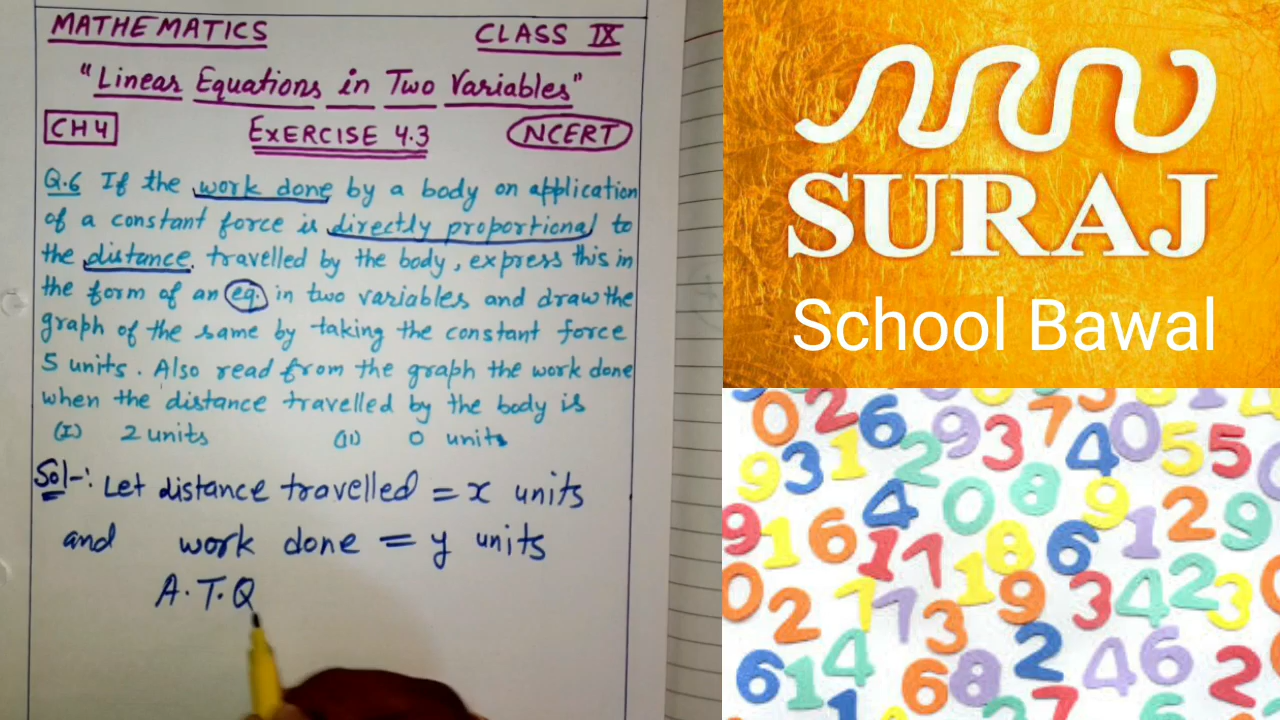 MATHEMATICS CLASS IX
"Linear Equations in Two Variables"
CH4 EXERCISE 4.3 NCERT
Q.6 If the work done by a body on application
of a constant force is directly proportional to
the distance travelled by the body, express this in
the form of an eq. in two variables and draw the
graph of the same by taking the constant force
5 units. Also read from the graph the work done
when the distance travelled by the body is
(I) 2 units (II) 0 units
Sol-: Let distance travelled = x units
and work done = y units
A.T.Q
SURAJ
School Bawal